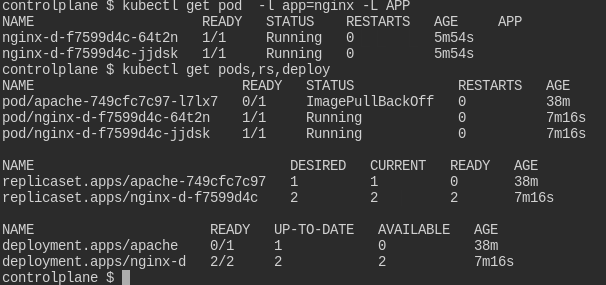 controlplane $ kubectl get pod  -l app=nginx -L APP
NAME                     READY   STATUS    RESTARTS   AGE     APP
nginx-d-f7599d4c-64t2n   1/1     Running   0          5m54s
nginx-d-f7599d4c-jjdsk   1/1     Running   0          5m54s
controlplane $ kubectl get pods,rs,deploy
NAME                          READY   STATUS             RESTARTS   AGE
pod/apache-749cfc7c97-l7lx7   0/1     ImagePullBackOff   0          38m
pod/nginx-d-f7599d4c-64t2n    1/1     Running            0          7m16s
pod/nginx-d-f7599d4c-jjdsk    1/1     Running            0          7m16s

NAME                                DESIRED   CURRENT   READY   AGE
replicaset.apps/apache-749cfc7c97   1         1         0       38m
replicaset.apps/nginx-d-f7599d4c    2         2         2       7m16s

NAME                      READY   UP-TO-DATE   AVAILABLE   AGE
deployment.apps/apache    0/1     1            0           38m
deployment.apps/nginx-d   2/2     2            2           7m16s
controlplane $